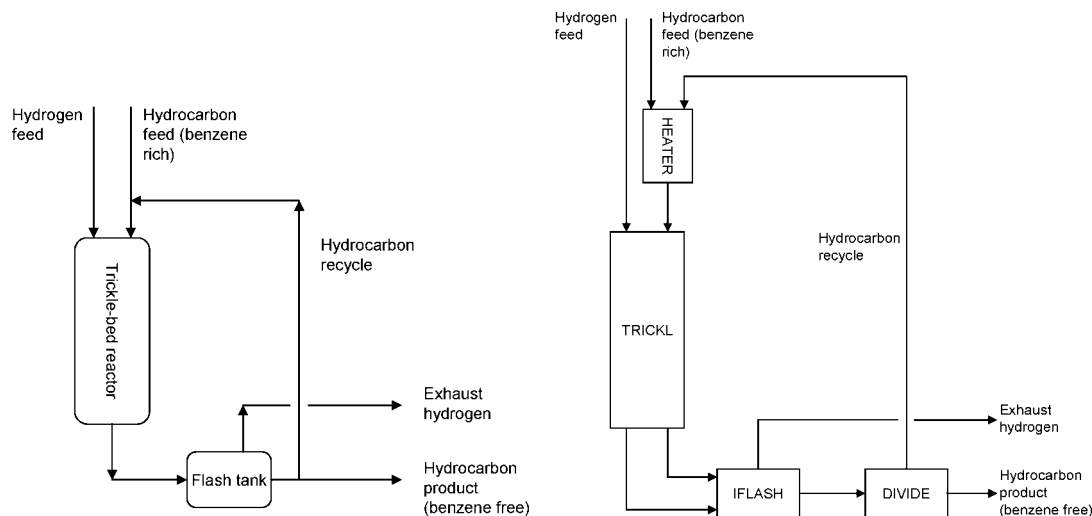 Hydrogen
feed
Hydrocarbon
feed (benzene
rich)
Trickle-bed reactor
Hydrocarbon
recycle
Exhaust
hydrogen
Flash tank
Hydrocarbon
product
(benzene free)
Hydrogen
feed
Hydrocarbon
feed (benzene
rich)
HEATER
Hydrocarbon
recycle
TRICKL
Exhaust
hydrogen
IFLASH
DIVIDE
Hydrocarbon
product
(benzene free)